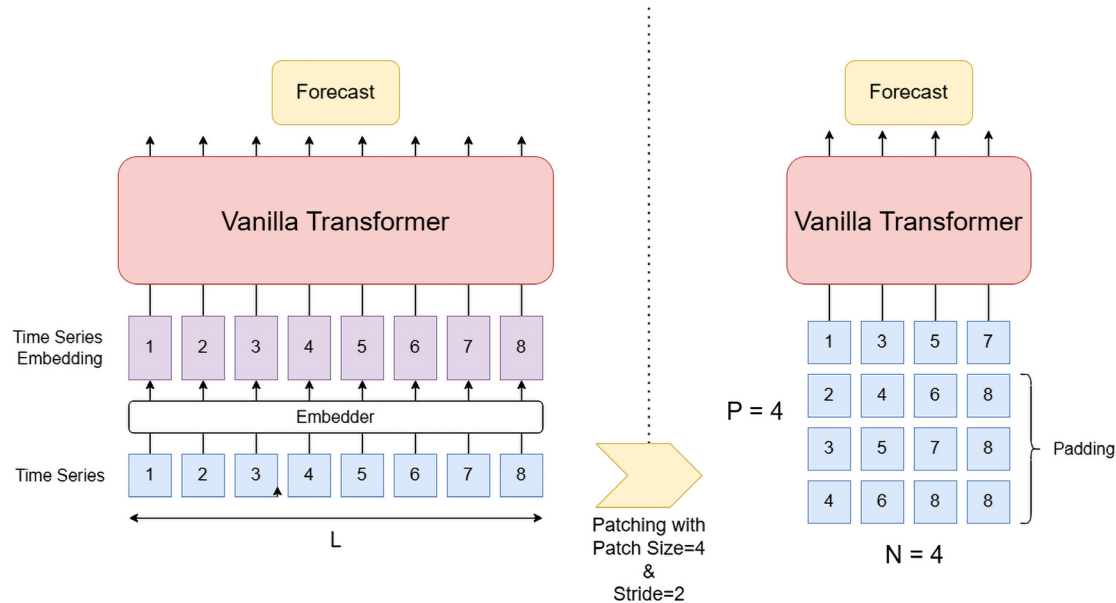 Forecast
Vanilla Transformer
Time Series
Embedding
1 2 3 4 5 6 7 8
Embedder
Time Series
1 2 3 4 5 6 7 8
L
Patching with
Patch Size=4
&
Stride=2
Forecast
Vanilla Transformer
1 3 5 7
2 4 6 8
P = 4
3 5 7 8
Padding
4 6 8 8
N = 4